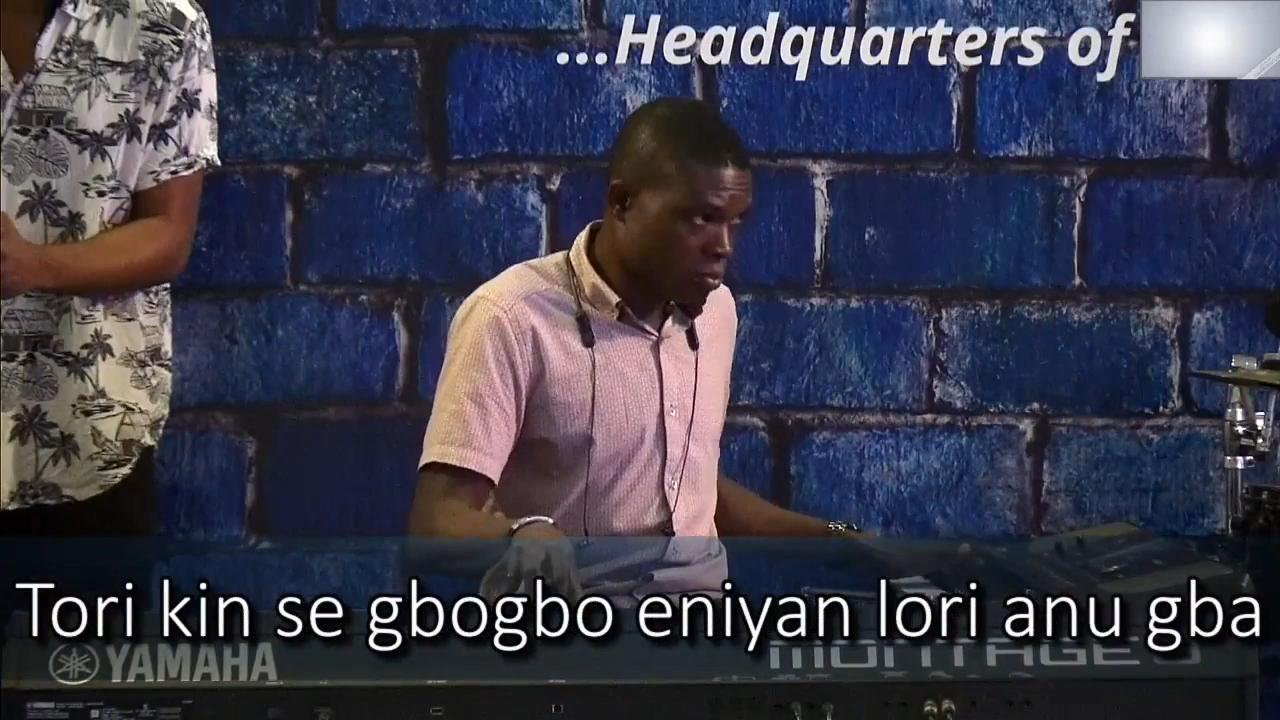 ...Headquarters of
Tori kin se gbogbo eniyan lori anu gba
YAMAHA
MONTAGE